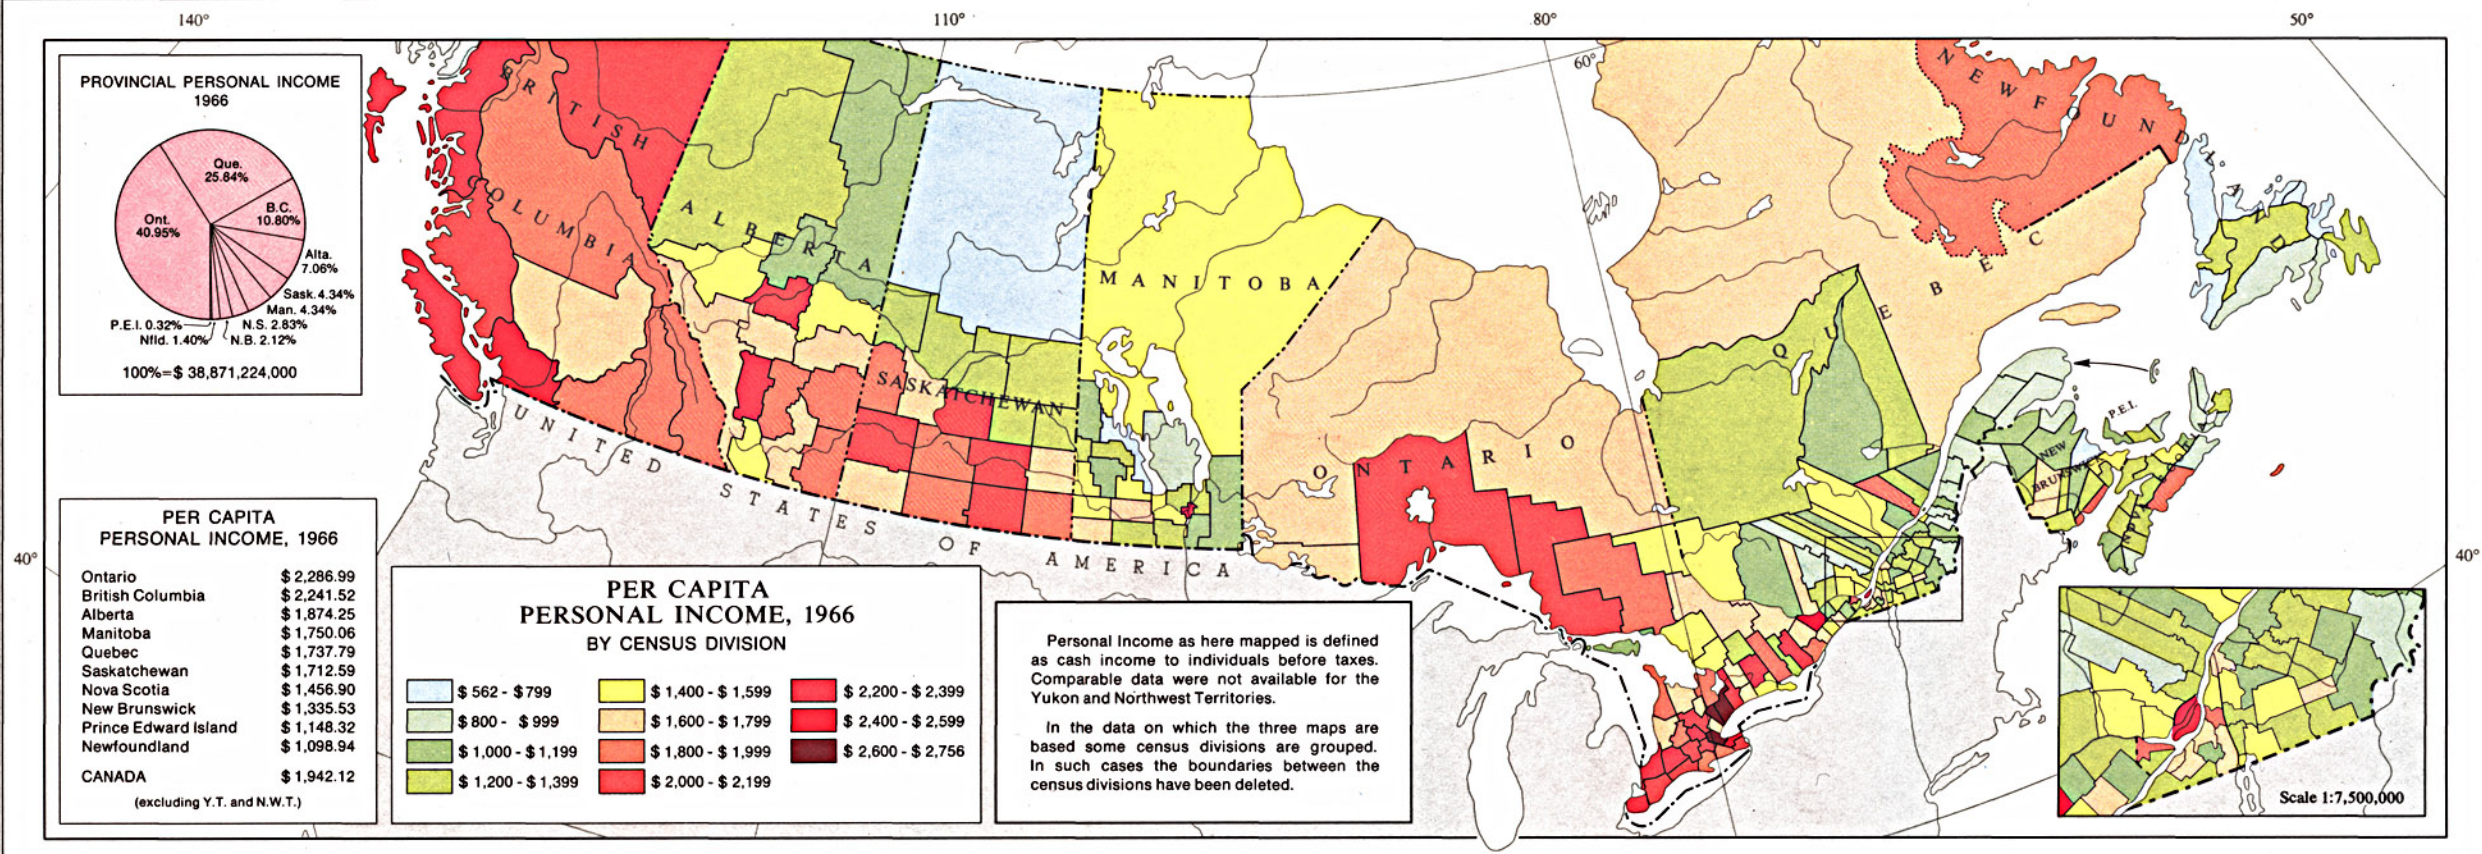 140°
110°
80°
50°
60°
40°
40°
PROVINCIAL PERSONAL INCOME
1966
Que.
25.84%
Ont.
40.95%
B.C.
10.80%
Alta.
7.06%
Sask. 4.34%
Man. 4.34%
P.E.I. 0.32%
N.S. 2.83%
Nfld. 1.40%
N.B. 2.12%
100%=$ 38,871,224,000
BRITISH
COLUMBIA
ALBERTA
SASKATCHEWAN
MANITOBA
ONTARIO
QUEBEC
NEWFOUNDLAND
P.E.I.
NEW
BRUNSWICK
UNITED STATES OF AMERICA
PER CAPITA
PERSONAL INCOME, 1966
Ontario $ 2,286.99
British Columbia $ 2,241.52
Alberta $ 1,874.25
Manitoba $ 1,750.06
Quebec $ 1,737.79
Saskatchewan $ 1,712.59
Nova Scotia $ 1,456.90
New Brunswick $ 1,335.53
Prince Edward Island $ 1,148.32
Newfoundland $ 1,098.94
CANADA $ 1,942.12
(excluding Y.T. and N.W.T.)
PER CAPITA
PERSONAL INCOME, 1966
BY CENSUS DIVISION
$ 562 - $ 799
$ 800 - $ 999
$ 1,000 - $ 1,199
$ 1,200 - $ 1,399
$ 1,400 - $ 1,599
$ 1,600 - $ 1,799
$ 1,800 - $ 1,999
$ 2,000 - $ 2,199
$ 2,200 - $ 2,399
$ 2,400 - $ 2,599
$ 2,600 - $ 2,756
Personal Income as here mapped is defined
as cash income to individuals before taxes.
Comparable data were not available for the
Yukon and Northwest Territories.
In the data on which the three maps are
based some census divisions are grouped.
In such cases the boundaries between the
census divisions have been deleted.
Scale 1:7,500,000